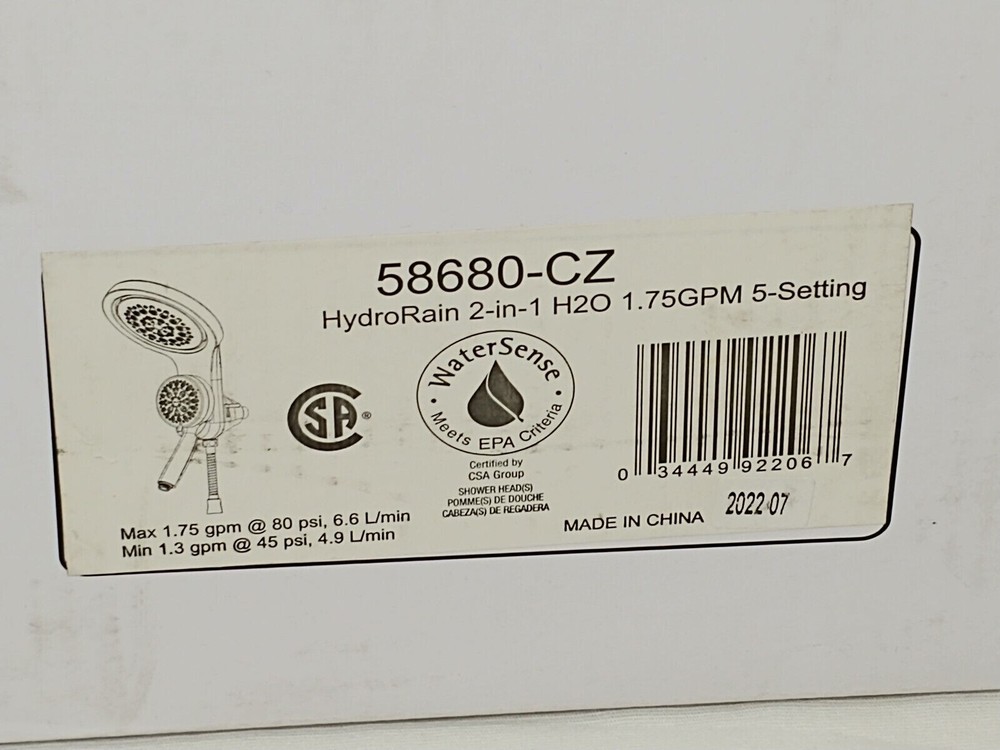 58680-CZ
HydroRain 2-in-1 H2O 1.75GPM 5-Setting
SA ®
WaterSense
Meets EPA Criteria
Certified by
CSA Group
SHOWER HEAD(S)
POMME(S) DE DOUCHE
CABEZA(S) DE REGADERA
0 34449 92206 7
Max 1.75 gpm @ 80 psi, 6.6 L/min
Min 1.3 gpm @ 45 psi, 4.9 L/min
MADE IN CHINA
2022 07